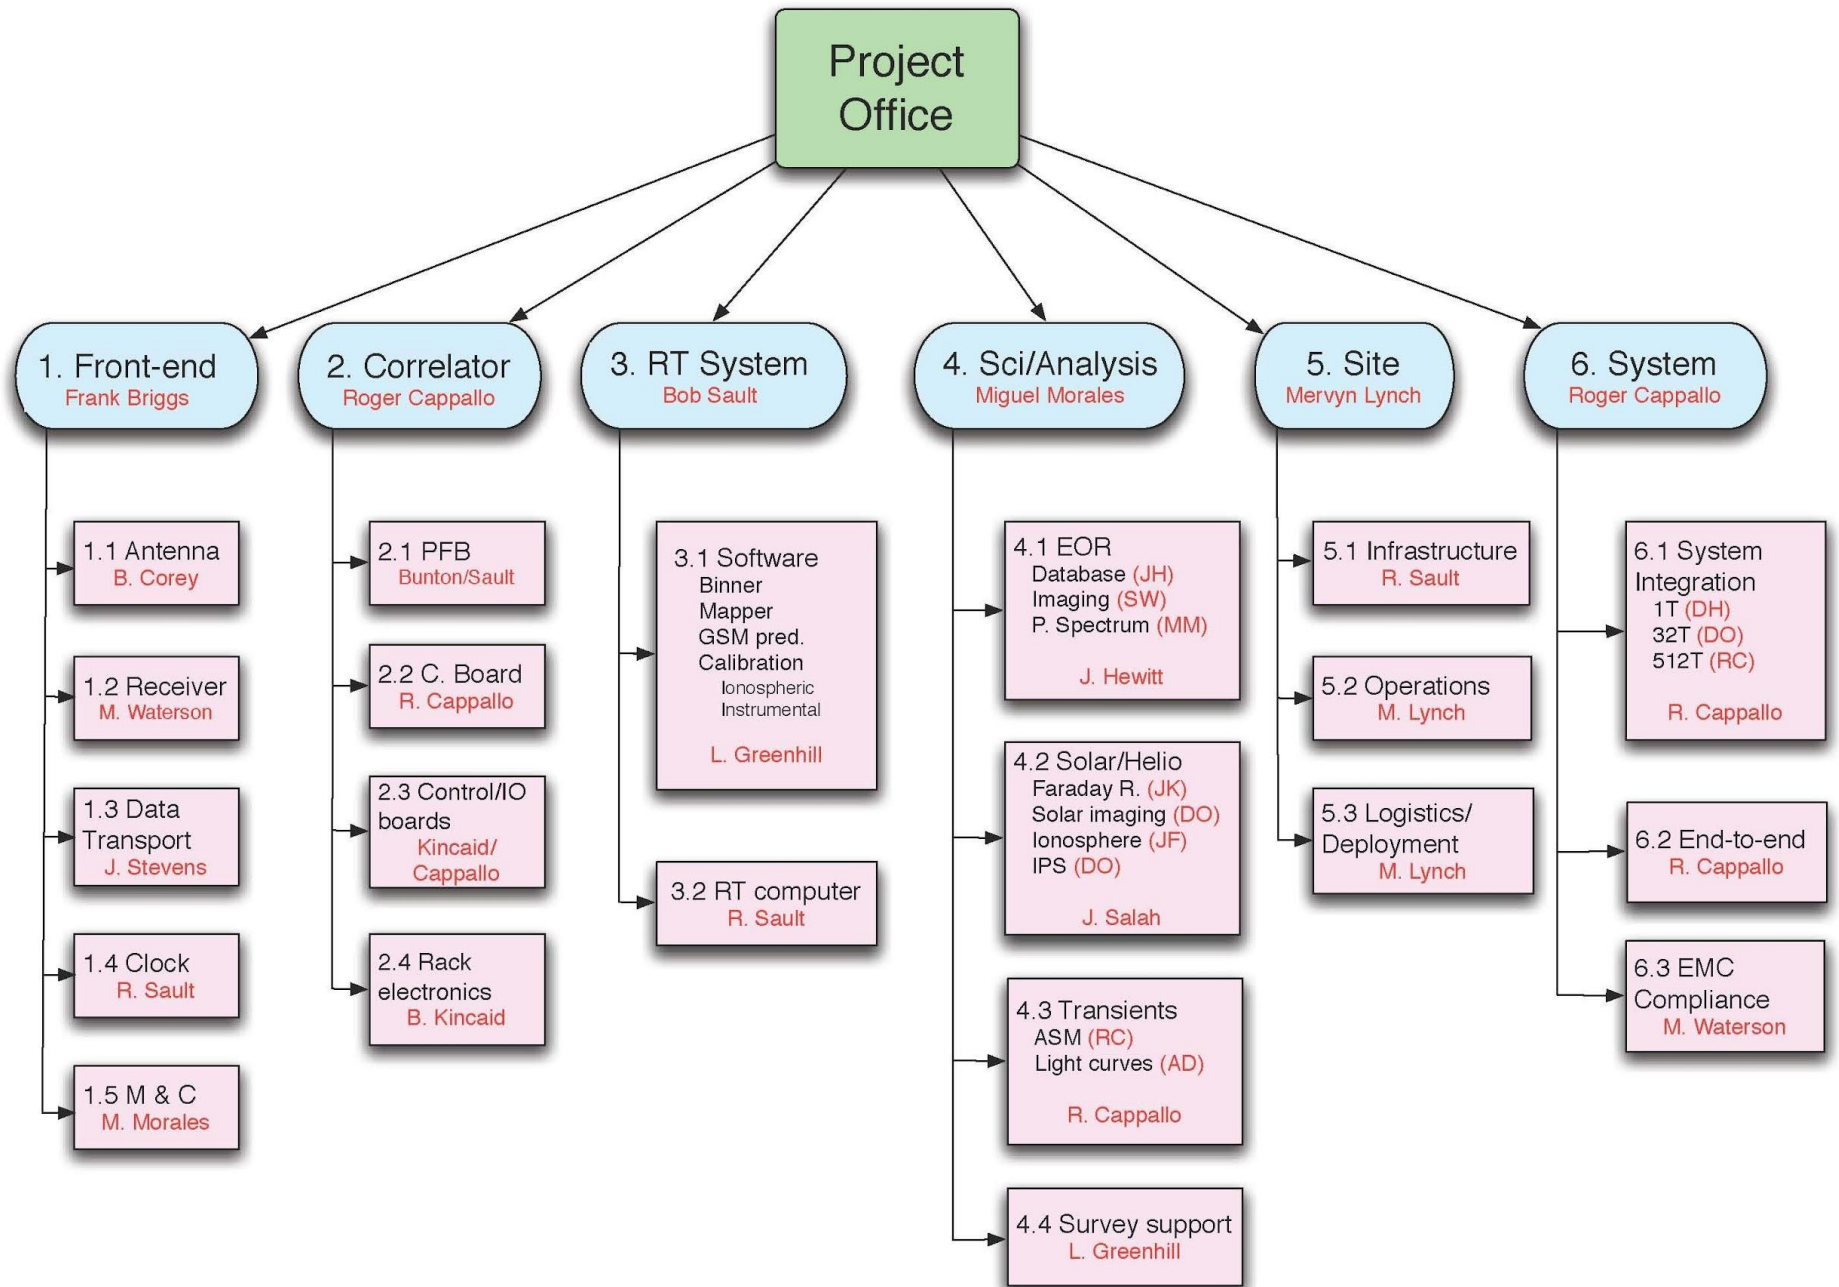 Project
Office
1. Front-end
Frank Briggs
2. Correlator
Roger Cappallo
3. RT System
Bob Sault
4. Sci/Analysis
Miguel Morales
5. Site
Mervyn Lynch
6. System
Roger Cappallo
1.1 Antenna
B. Corey
1.2 Receiver
M. Waterson
1.3 Data
Transport
J. Stevens
1.4 Clock
R. Sault
1.5 M & C
M. Morales
2.1 PFB
Bunton/Sault
2.2 C. Board
R. Cappallo
2.3 Control/IO
boards
Kincaid/
Cappallo
2.4 Rack
electronics
B. Kincaid
3.1 Software
Binner
Mapper
GSM pred.
Calibration
Ionospheric
Instrumental
L. Greenhill
3.2 RT computer
R. Sault
4.1 EOR
Database (JH)
Imaging (SW)
P. Spectrum (MM)
J. Hewitt
4.2 Solar/Helio
Faraday R. (JK)
Solar imaging (DO)
Ionosphere (JF)
IPS (DO)
J. Salah
4.3 Transients
ASM (RC)
Light curves (AD)
R. Cappallo
4.4 Survey support
L. Greenhill
5.1 Infrastructure
R. Sault
5.2 Operations
M. Lynch
5.3 Logistics/
Deployment
M. Lynch
6.1 System
Integration
1T (DH)
32T (DO)
512T (RC)
R. Cappallo
6.2 End-to-end
R. Cappallo
6.3 EMC
Compliance
M. Waterson